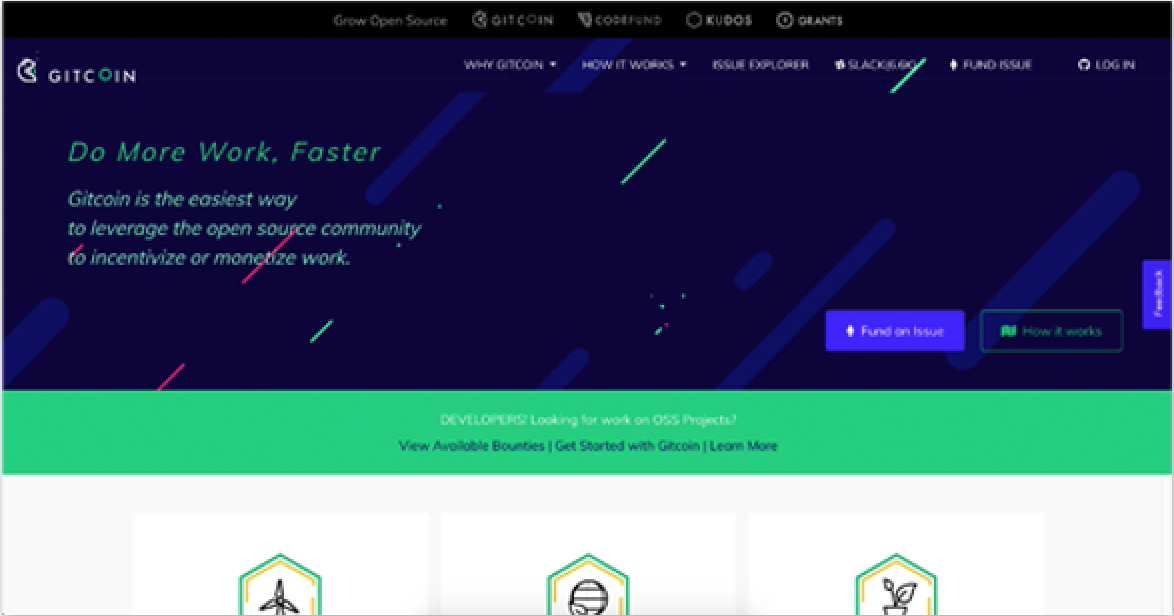 Grow Open Source GITCOIN CODEFUND KUDOS GRANTS
GITCOIN WHY GITCOIN HOW IT WORKS ISSUE EXPLORER SLACK FUND ISSUE LOG IN
Do More Work, Faster
Gitcoin is the easiest way
to leverage the open source community
to incentivize or monetize work.
Feedback
Fund an Issue How it works
DEVELOPERS! Looking for work on OSS Projects?
View Available Bounties | Get Started with Gitcoin | Learn More